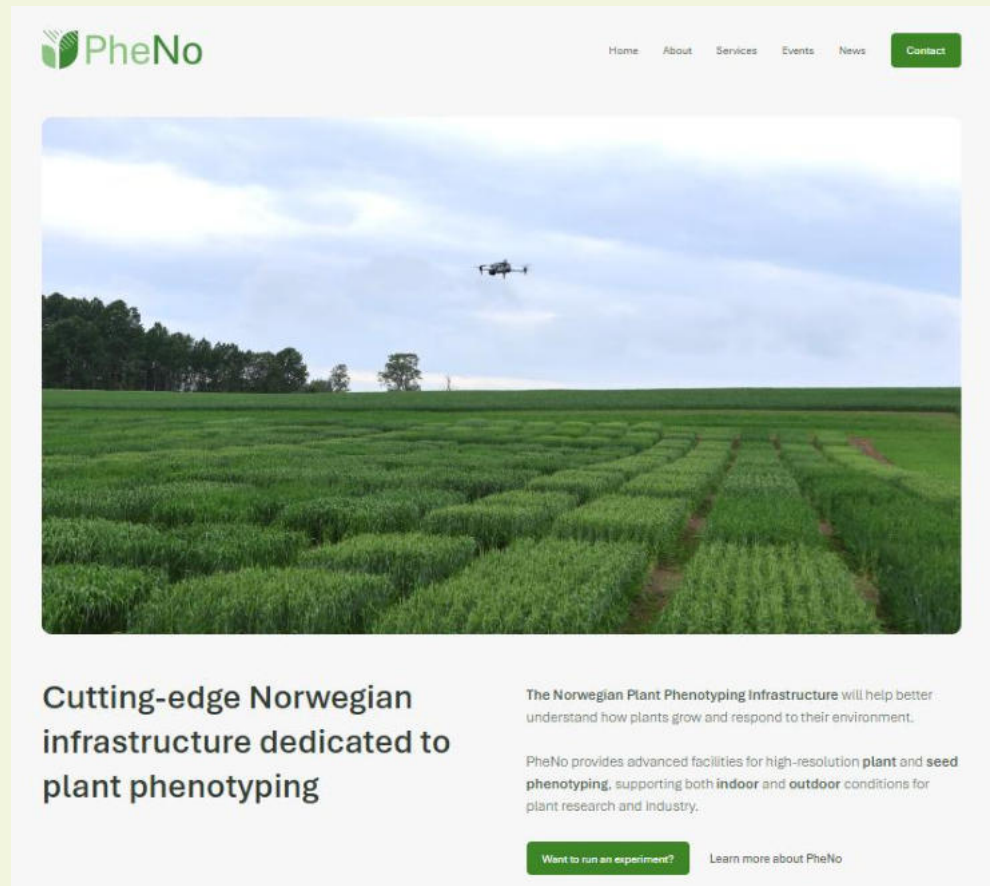 PheNo
Home About Services Events News Contact
Cutting-edge Norwegian
infrastructure dedicated to
plant phenotyping
The Norwegian Plant Phenotyping Infrastructure will help better
understand how plants grow and respond to their environment.
PheNo provides advanced facilities for high-resolution plant and seed
phenotyping, supporting both indoor and outdoor conditions for
plant research and industry.
Want to run an experiment? Learn more about PheNo